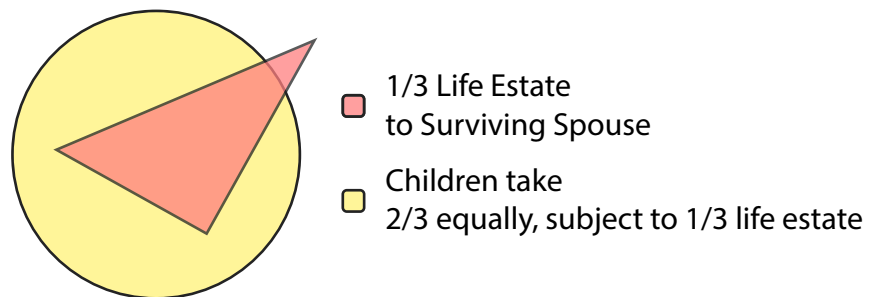 1/3 Life Estate
to Surviving Spouse
Children take
2/3 equally, subject to 1/3 life estate